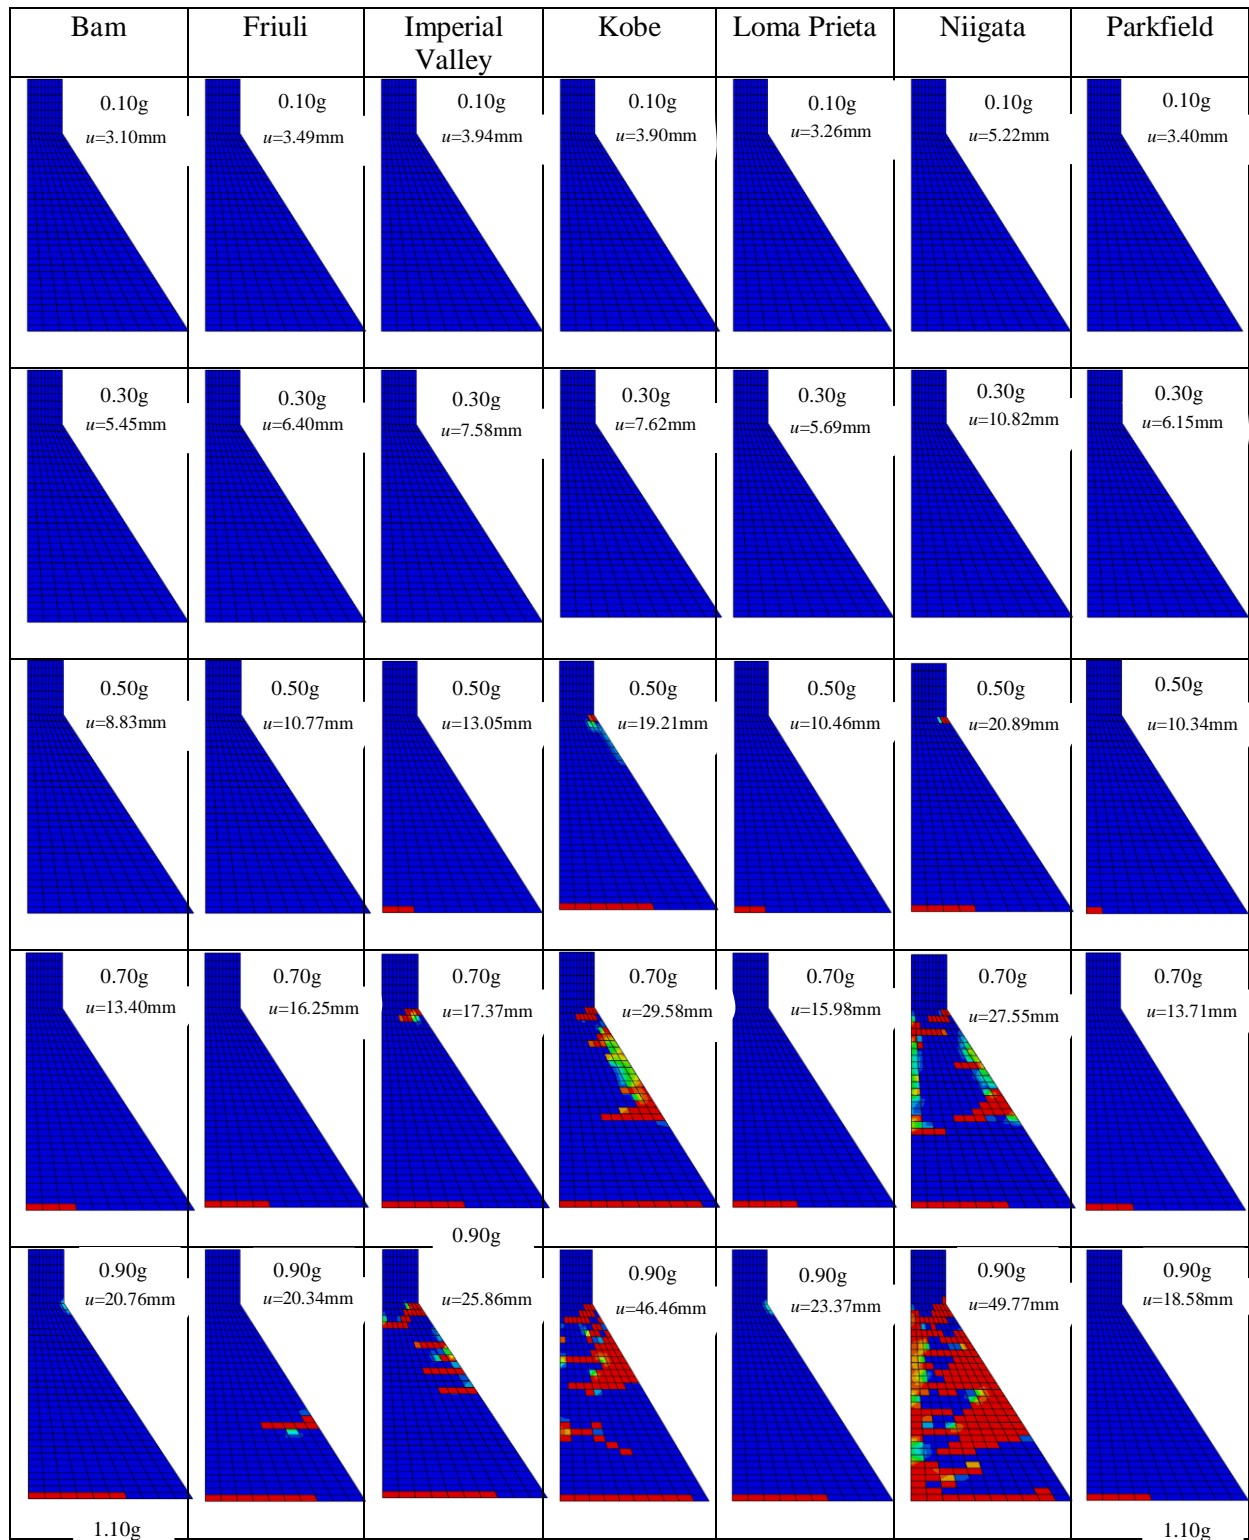 Bam Friuli Imperial Valley Kobe Loma Prieta Niigata Parkfield
0.10g 0.10g 0.10g 0.10g 0.10g 0.10g 0.10g
u=3.10mm u=3.49mm u=3.94mm u=3.90mm u=3.26mm u=5.22mm u=3.40mm
0.30g 0.30g 0.30g 0.30g 0.30g 0.30g 0.30g
u=5.45mm u=6.40mm u=7.58mm u=7.62mm u=5.69mm u=10.82mm u=6.15mm
0.50g 0.50g 0.50g 0.50g 0.50g 0.50g 0.50g
u=8.83mm u=10.77mm u=13.05mm u=19.21mm u=10.46mm u=20.89mm u=10.34mm
0.70g 0.70g 0.70g 0.70g 0.70g 0.70g 0.70g
u=13.40mm u=16.25mm u=17.37mm u=29.58mm u=15.98mm u=27.55mm u=13.71mm
0.90g
0.90g 0.90g 0.90g 0.90g 0.90g 0.90g
u=20.76mm u=20.34mm u=25.86mm u=46.46mm u=23.37mm u=49.77mm u=18.58mm
1.10g 1.10g